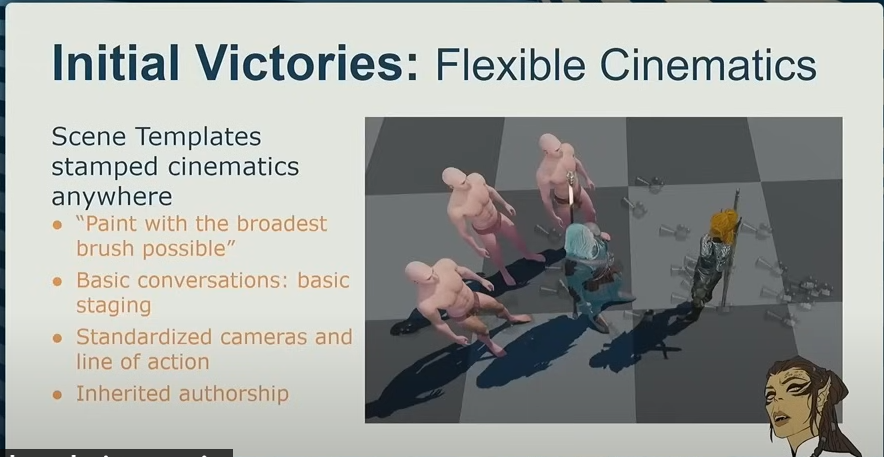 Initial Victories: Flexible Cinematics
Scene Templates
stamped cinematics
anywhere
● “Paint with the broadest
brush possible”
● Basic conversations: basic
staging
● Standardized cameras and
line of action
● Inherited authorship